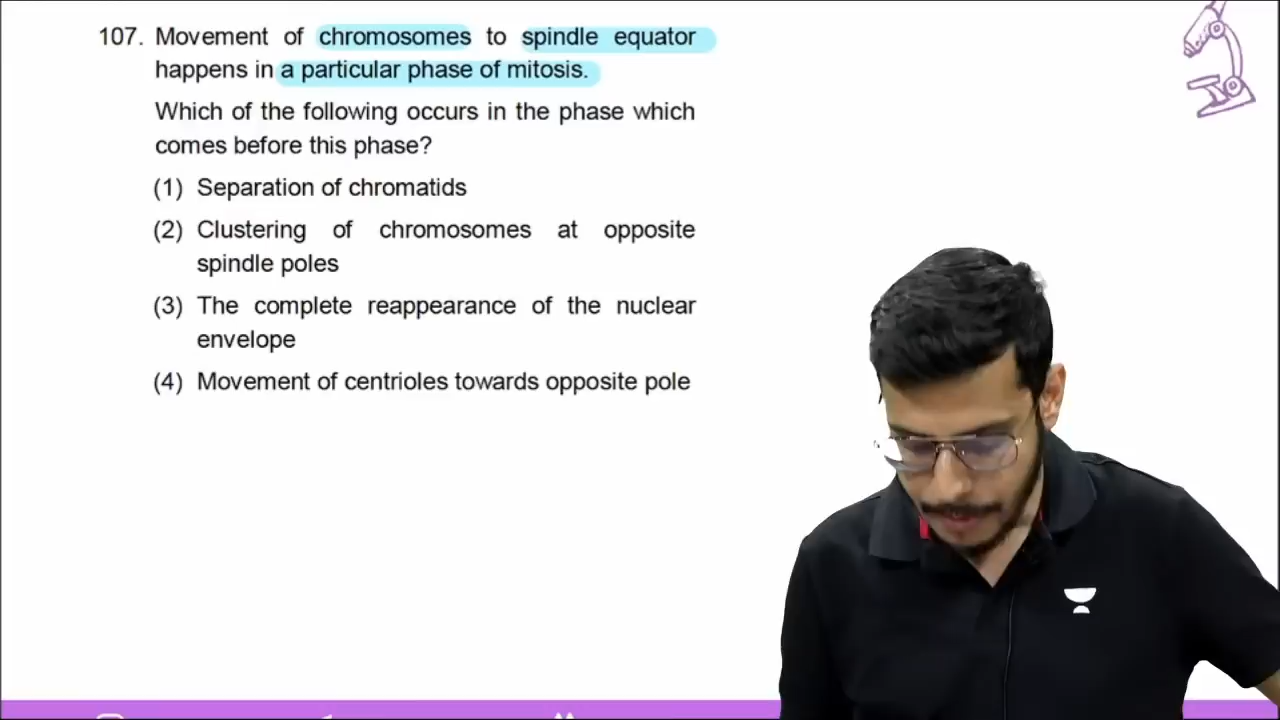 107. Movement of chromosomes to spindle equator
happens in a particular phase of mitosis.
Which of the following occurs in the phase which
comes before this phase?
(1) Separation of chromatids
(2) Clustering of chromosomes at opposite
spindle poles
(3) The complete reappearance of the nuclear
envelope
(4) Movement of centrioles towards opposite pole